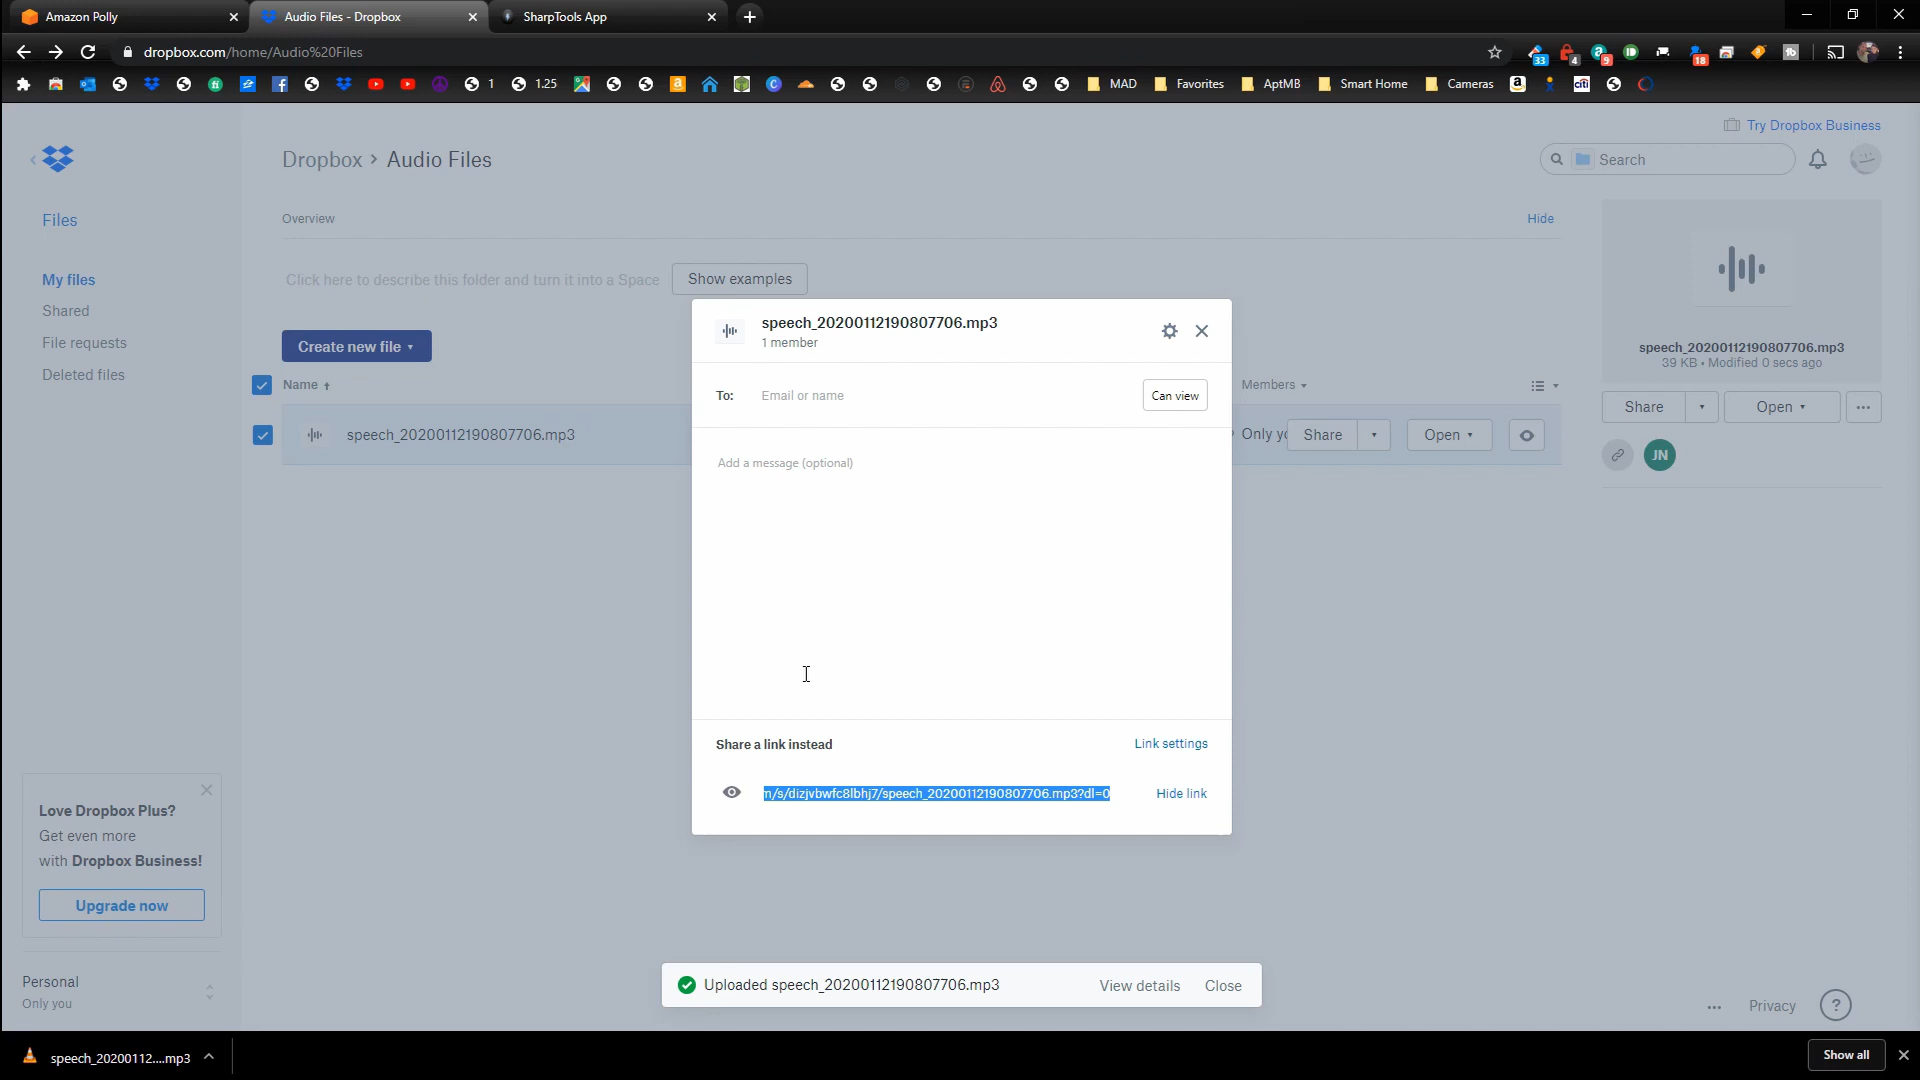 Amazon Polly
Audio Files - Dropbox
SharpTools App
dropbox.com/home/Audio%20Files
33
4
9
18
1
1.25
MAD
Favorites
AptMB
Smart Home
Cameras
citi
Try Dropbox Business
Dropbox › Audio Files
Search
Files
Overview
Hide
My files
Shared
File requests
Deleted files
Click here to describe this folder and turn it into a Space
Show examples
Create new file
Name
Members
speech_20200112190807706.mp3
Only yo
Share
Open
speech_20200112190807706.mp3
39 KB • Modified 0 secs ago
Share
Open
JN
speech_20200112190807706.mp3
1 member
To:
Email or name
Can view
Add a message (optional)
Share a link instead
Link settings
m/s/dizjvbwfc8lbhj7/speech_20200112190807706.mp3?dl=0
Hide link
Love Dropbox Plus?
Get even more
with Dropbox Business!
Upgrade now
Personal
Only you
Uploaded speech_20200112190807706.mp3
View details
Close
Privacy
?
speech_20200112....mp3
Show all